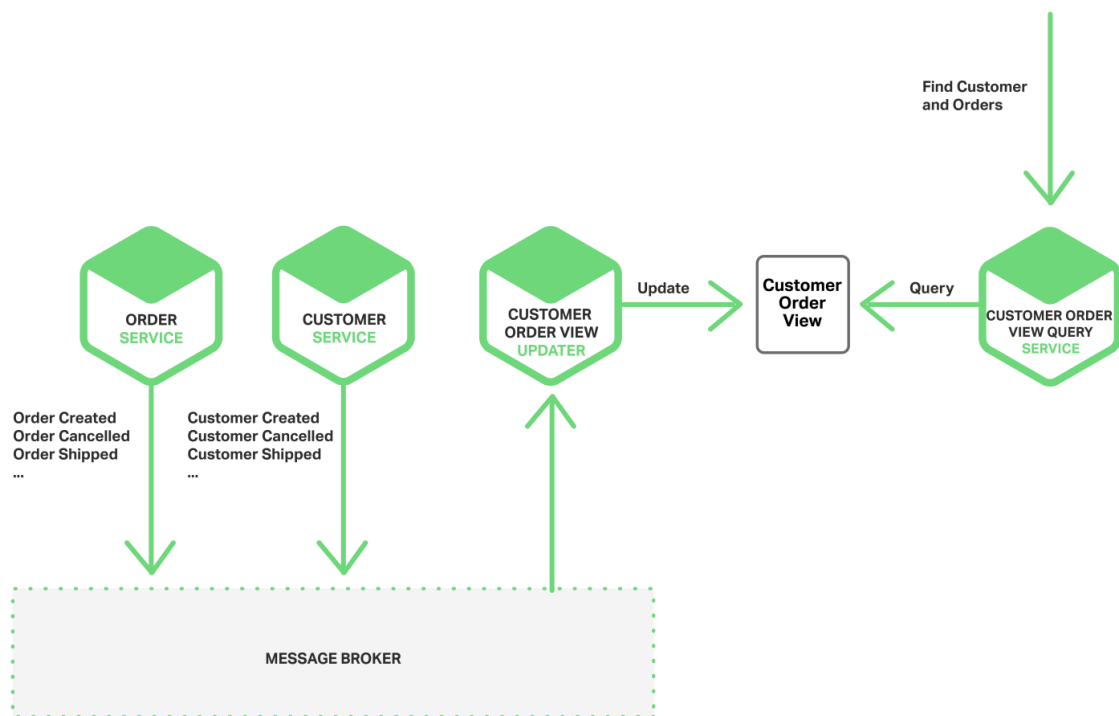 Find Customer
and Orders
ORDER
SERVICE
CUSTOMER
SERVICE
CUSTOMER
ORDER VIEW
UPDATER
Update
Customer
Order
View
Query
CUSTOMER ORDER
VIEW QUERY
SERVICE
Order Created
Order Cancelled
Order Shipped
...
Customer Created
Customer Cancelled
Customer Shipped
...
MESSAGE BROKER